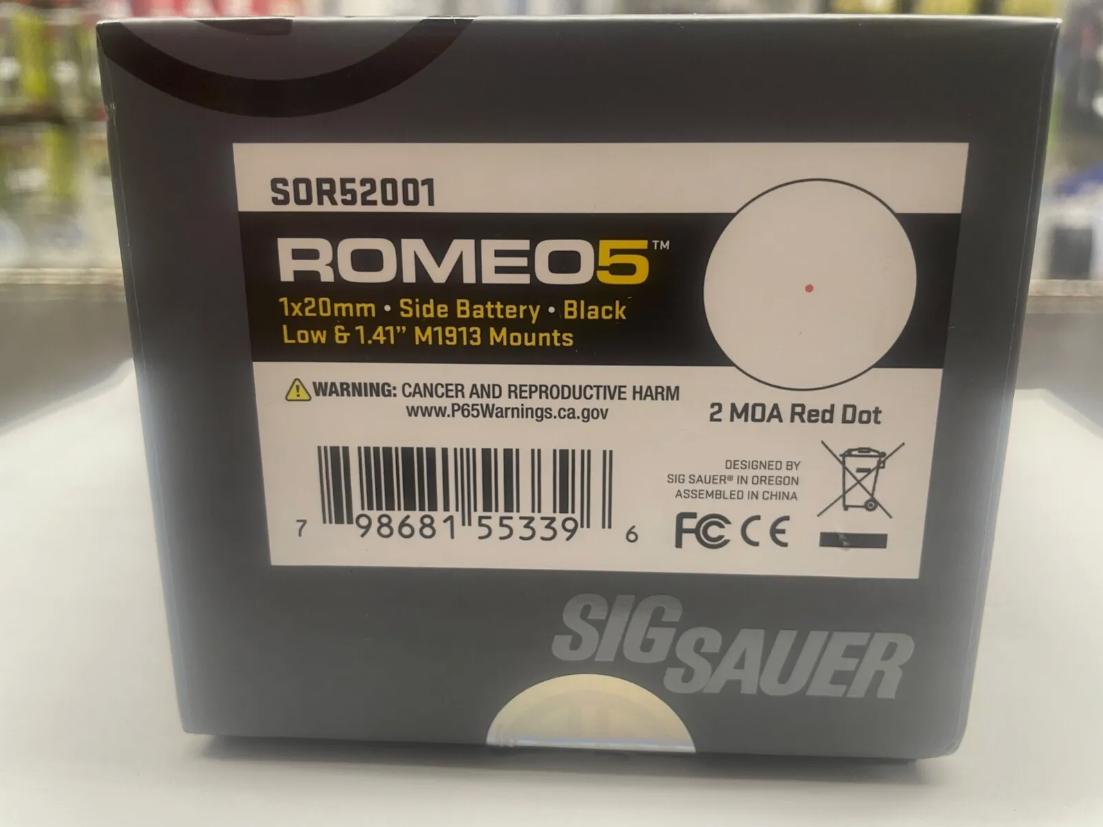 SOR52001
ROMEO5™
1x20mm • Side Battery • Black
Low & 1.41” M1913 Mounts
⚠ WARNING: CANCER AND REPRODUCTIVE HARM
www.P65Warnings.ca.gov
2 MOA Red Dot
DESIGNED BY
SIG SAUER® IN OREGON
ASSEMBLED IN CHINA
7 98681 55339 6
FC CE
SIG SAUER